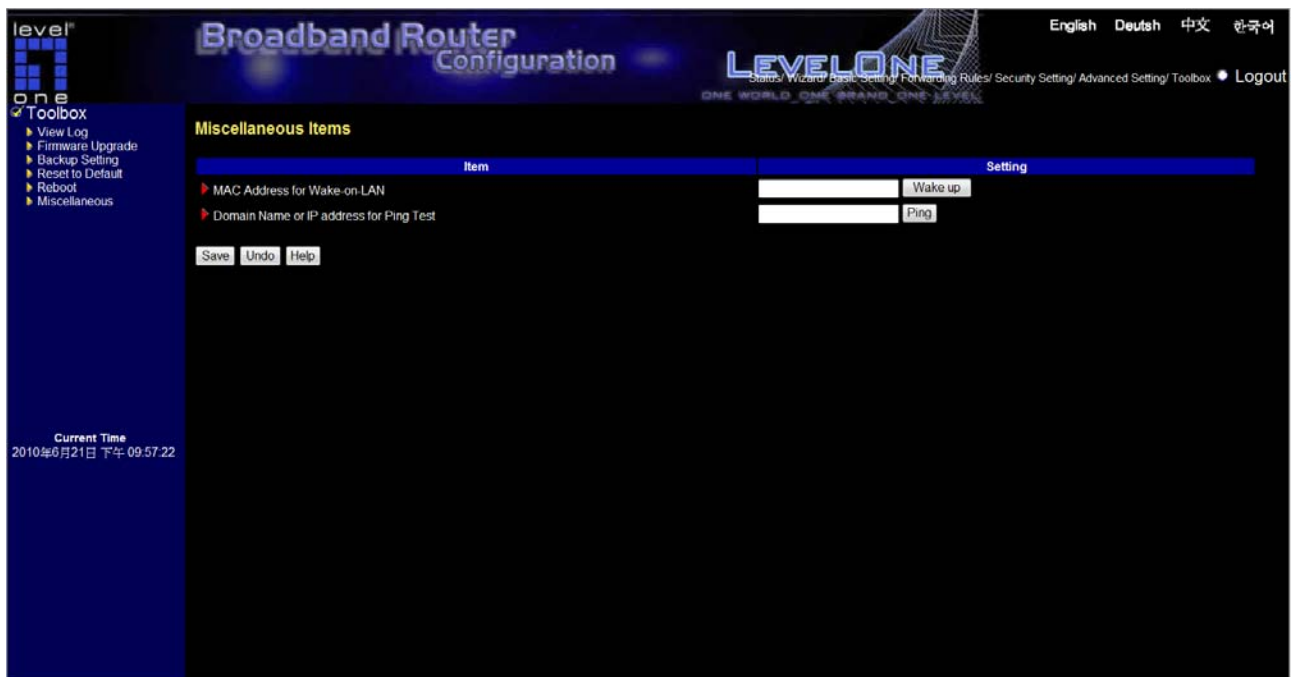 level one
Broadband Router
Configuration
English Deutsh 中文 한국어
LEVELONE
Status/ Wizard/ Basic Setting/ Forwarding Rules/ Security Setting/ Advanced Setting/ Toolbox Logout
ONE WORLD_ONE BRAND_ONE LEVEL
Toolbox
View Log
Firmware Upgrade
Backup Setting
Reset to Default
Reboot
Miscellaneous
Current Time
2010年6月21日 下午 09:57:22
Miscellaneous Items
Item Setting
MAC Address for Wake-on-LAN Wake up
Domain Name or IP address for Ping Test Ping
Save Undo Help